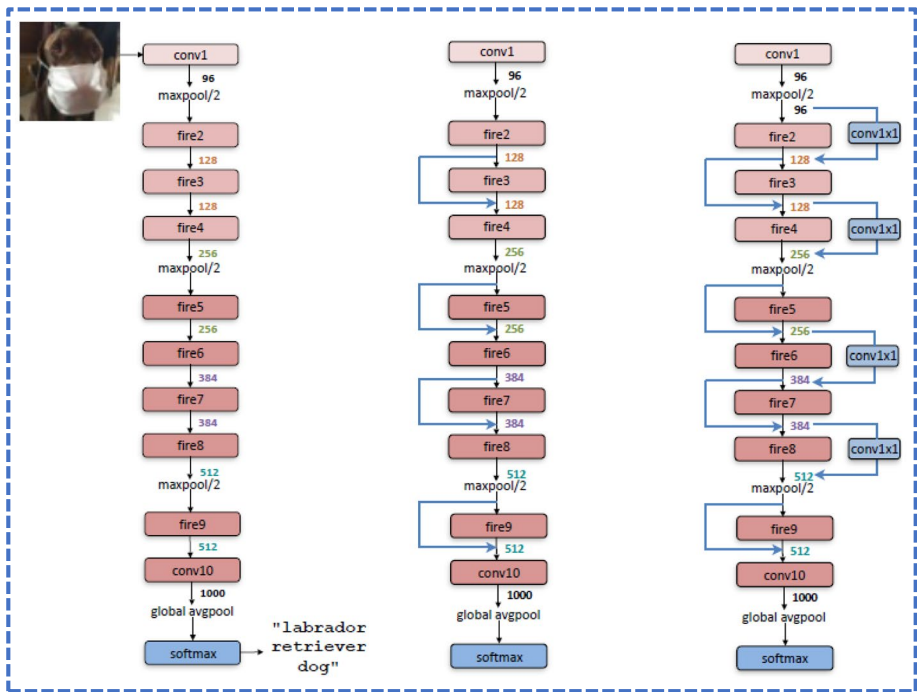 conv1
96
maxpool/2
fire2
128
fire3
128
fire4
256
maxpool/2
fire5
256
fire6
384
fire7
384
fire8
512
maxpool/2
fire9
512
conv10
1000
global avgpool
softmax
"labrador
retriever
dog"
conv1
96
maxpool/2
fire2
128
fire3
128
fire4
256
maxpool/2
fire5
256
fire6
384
fire7
384
fire8
512
maxpool/2
fire9
512
conv10
1000
global avgpool
softmax
conv1
96
maxpool/2
96
conv1x1
fire2
128
fire3
128
conv1x1
fire4
256
maxpool/2
fire5
256
conv1x1
fire6
384
fire7
384
conv1x1
fire8
512
maxpool/2
fire9
512
conv10
1000
global avgpool
softmax